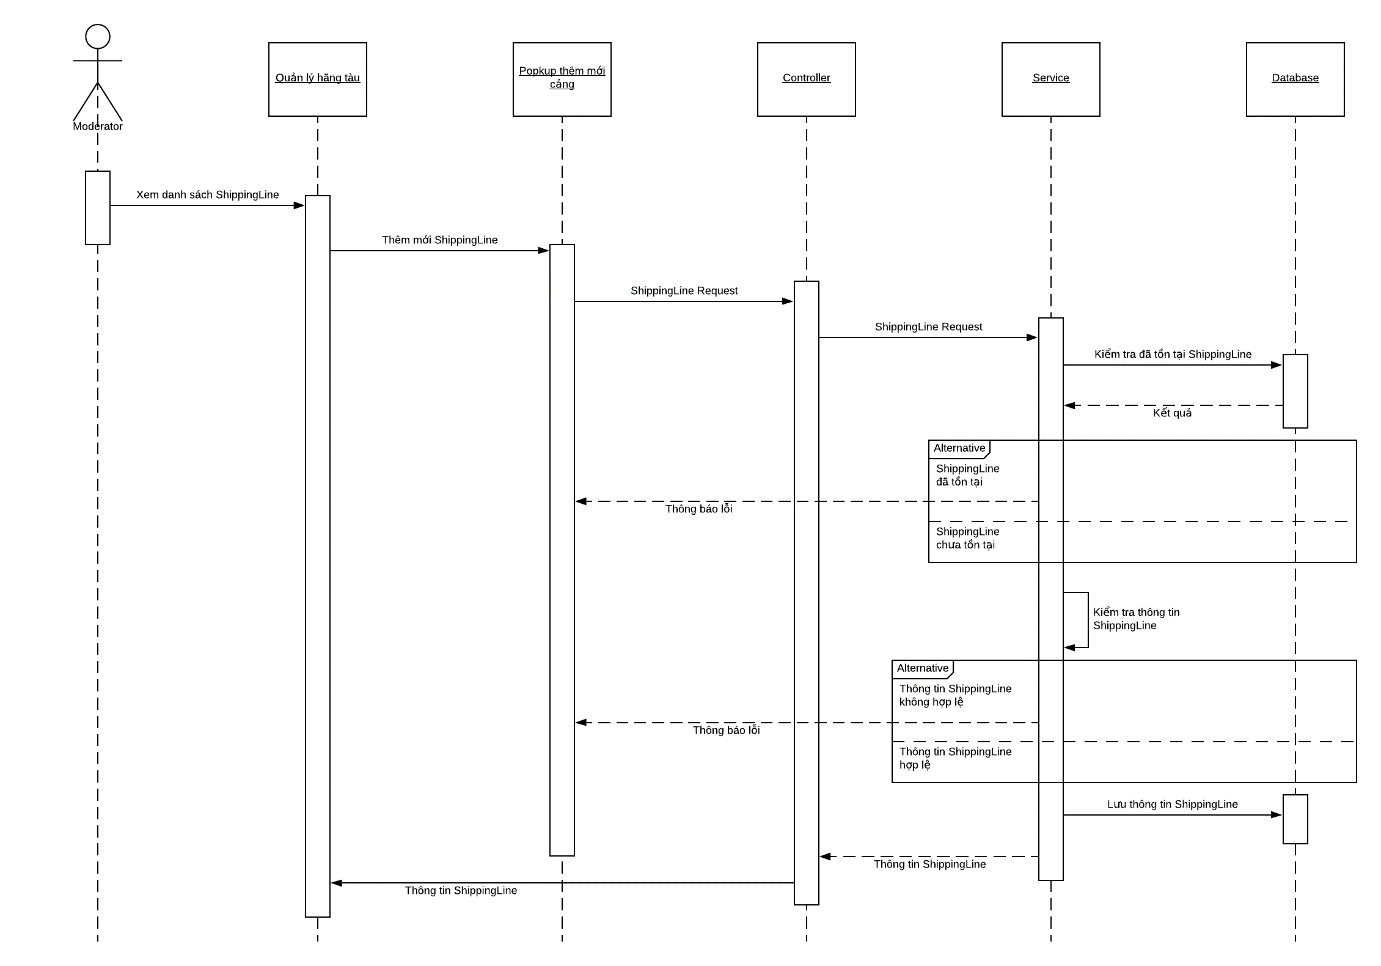 Moderator
Quản lý hãng tàu
Popkup thêm mới
cảng
Controller
Service
Database
Xem danh sách ShippingLine
Thêm mới ShippingLine
ShippingLine Request
ShippingLine Request
Kiểm tra đã tồn tại ShippingLine
Kết quả
Alternative
ShippingLine
đã tồn tại
Thông báo lỗi
ShippingLine
chưa tồn tại
Kiểm tra thông tin
ShippingLine
Alternative
Thông tin ShippingLine
không hợp lệ
Thông báo lỗi
Thông tin ShippingLine
hợp lệ
Lưu thông tin ShippingLine
Thông tin ShippingLine
Thông tin ShippingLine